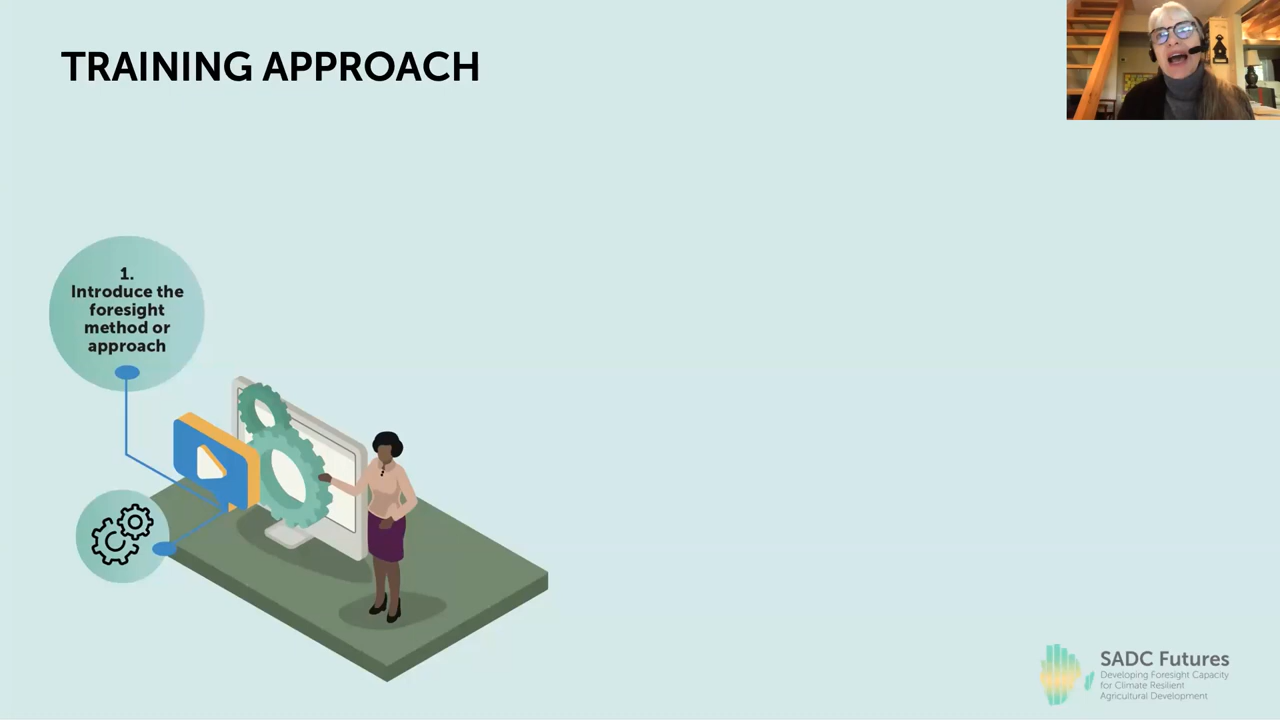 TRAINING APPROACH
1.
Introduce the
foresight
method or
approach
SADC Futures
Developing Foresight Capacity
for Climate Resilient
Agricultural Development